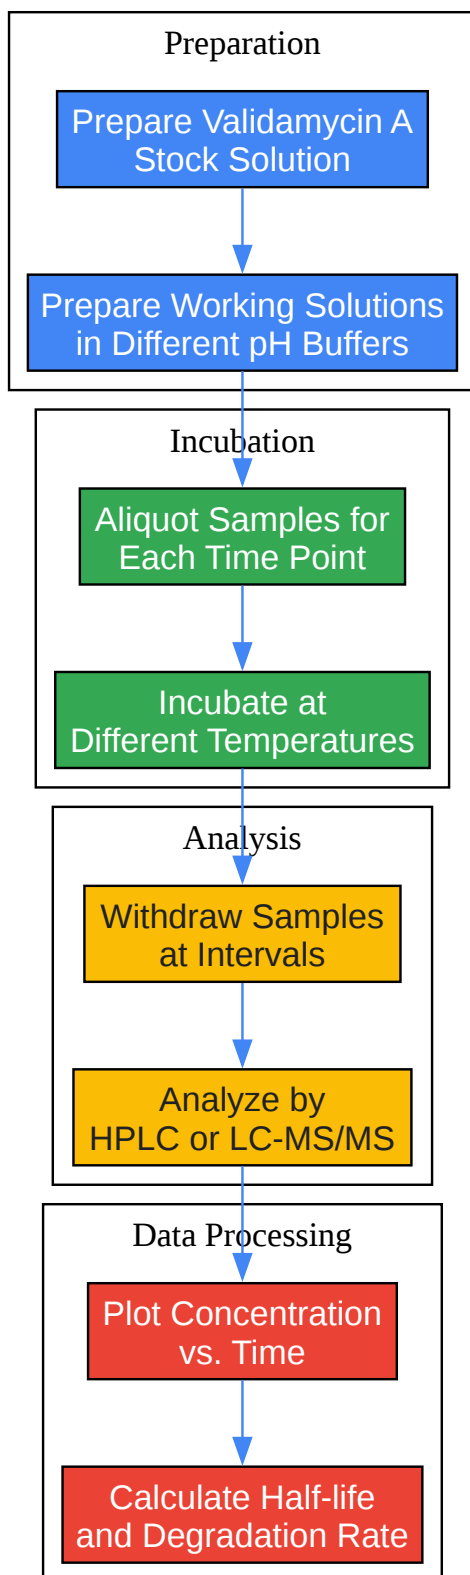 Preparation
Prepare Validamycin A
Stock Solution
Prepare Working Solutions
in Different pH Buffers
Incubation
Aliquot Samples for
Each Time Point
Incubate at
Different Temperatures
Analysis
Withdraw Samples
at Intervals
Analyze by
HPLC or LC-MS/MS
Data Processing
Plot Concentration
vs. Time
Calculate Half-life
and Degradation Rate